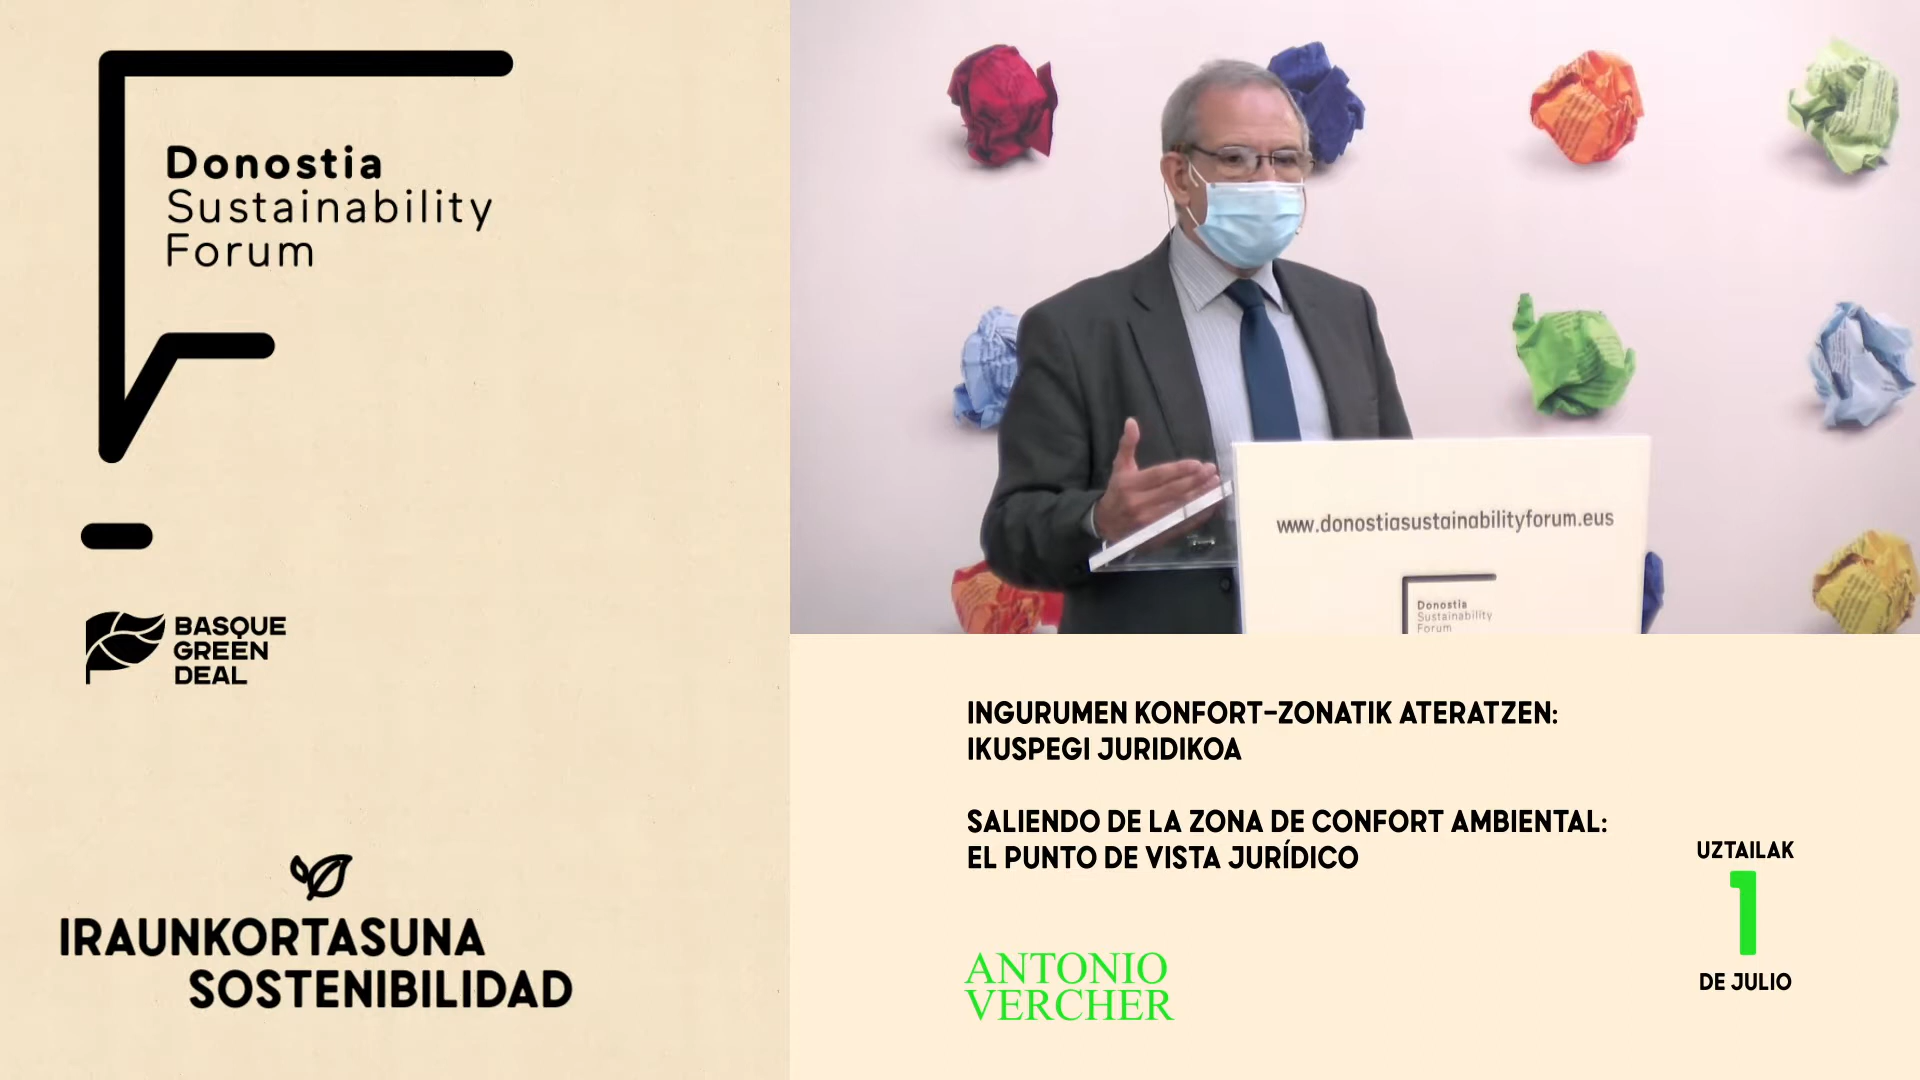 Donostia
Sustainability
Forum
BASQUE
GREEN
DEAL
IRAUNKORTASUNA
SOSTENIBILIDAD
www.donostiasustainabilityforum.eus
Donostia
Sustainability
Forum
INGURUMEN KONFORT-ZONATIK ATERATZEN:
IKUSPEGI JURIDIKOA
SALIENDO DE LA ZONA DE CONFORT AMBIENTAL:
EL PUNTO DE VISTA JURÍDICO
ANTONIO
VERCHER
UZTAILAK
1
DE JULIO